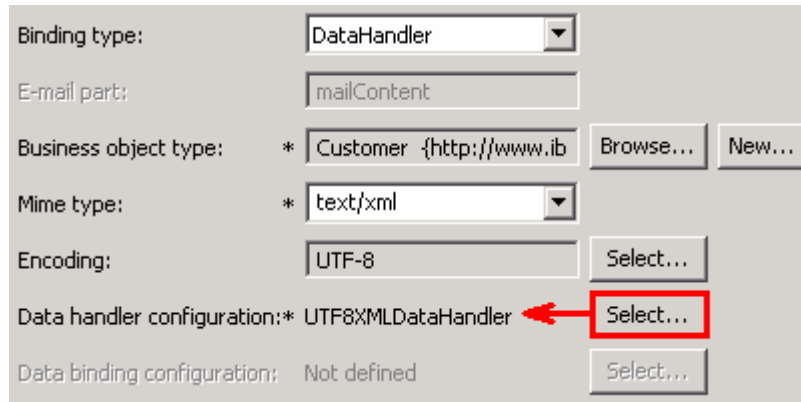 Binding type: DataHandler
E-mail part: mailContent
Business object type: * Customer {http://www.ib Browse... New...
Mime type: * text/xml
Encoding: UTF-8 Select...
Data handler configuration:* UTF8XMLDataHandler Select...
Data binding configuration: Not defined Select...